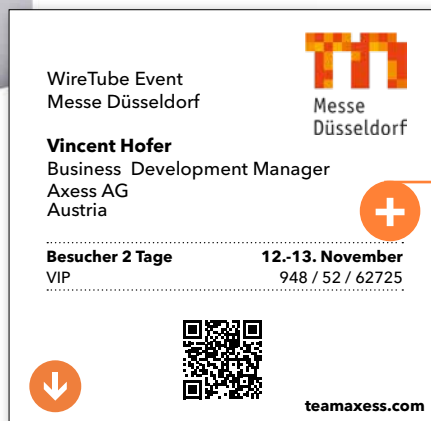 WireTube Event
Messe Düsseldorf
Messe
Düsseldorf
Vincent Hofer
Business Development Manager
Axess AG
Austria
Besucher 2 Tage 12.-13. November
VIP 948 / 52 / 62725
teamaxess.com